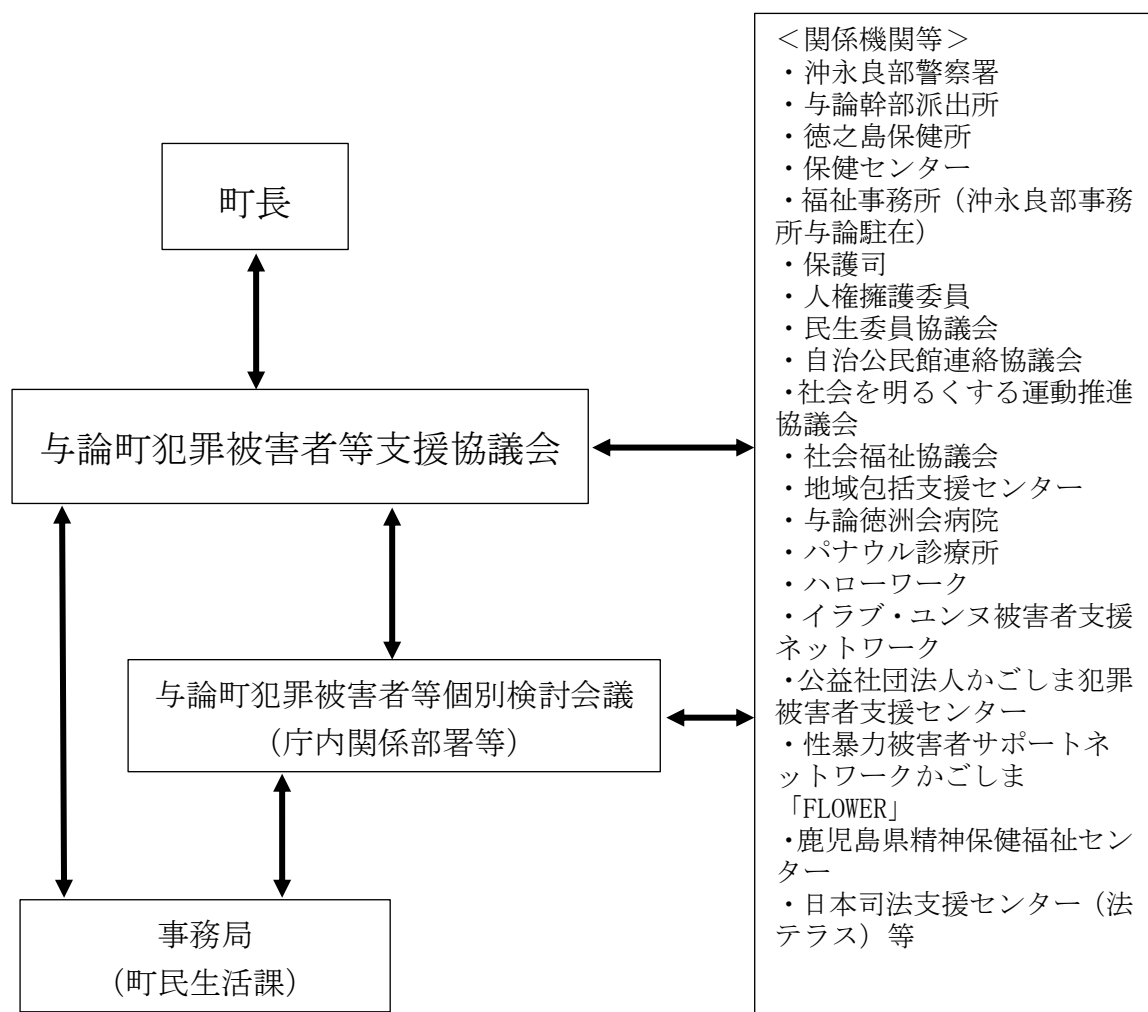 町長
与論町犯罪被害者等支援協議会
与論町犯罪被害者等個別検討会議
（庁内関係部署等）
事務局
（町民生活課）
＜関係機関等＞
・沖永良部警察署
・与論幹部派出所
・徳之島保健所
・保健センター
・福祉事務所（沖永良部事務
所与論駐在）
・保護司
・人権擁護委員
・民生委員協議会
・自治公民館連絡協議会
・社会を明るくする運動推進
協議会
・社会福祉協議会
・地域包括支援センター
・与論徳洲会病院
・パナウル診療所
・ハローワーク
・イラブ・ユンヌ被害者支援
ネットワーク
・公益社団法人かごしま犯罪
被害者支援センター
・性暴力被害者サポートネ
ットワークかごしま
「FLOWER」
・鹿児島県精神保健福祉セン
ター
・日本司法支援センター（法
テラス）等